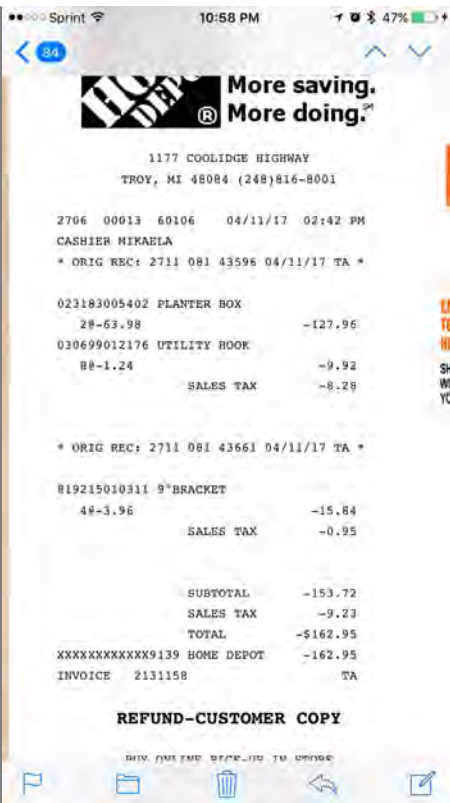 Sprint 10:58 PM 47%
84
More saving.
More doing.℠
1177 COOLIDGE HIGHWAY
TROY, MI 48084 (248)816-8001
2706 00013 60106 04/11/17 02:42 PM
CASHIER MIKAELA
* ORIG REC: 2711 081 43596 04/11/17 TA *
023183005402 PLANTER BOX
2@-63.98 -127.96
030699012176 UTILITY HOOK
8@-1.24 -9.92
SALES TAX -8.28
* ORIG REC: 2711 081 43661 04/11/17 TA *
819215010311 9"BRACKET
4@-3.96 -15.84
SALES TAX -0.95
SUBTOTAL -153.72
SALES TAX -9.23
TOTAL -$162.95
XXXXXXXXXXXX9139 HOME DEPOT -162.95
INVOICE 2131158 TA
REFUND-CUSTOMER COPY